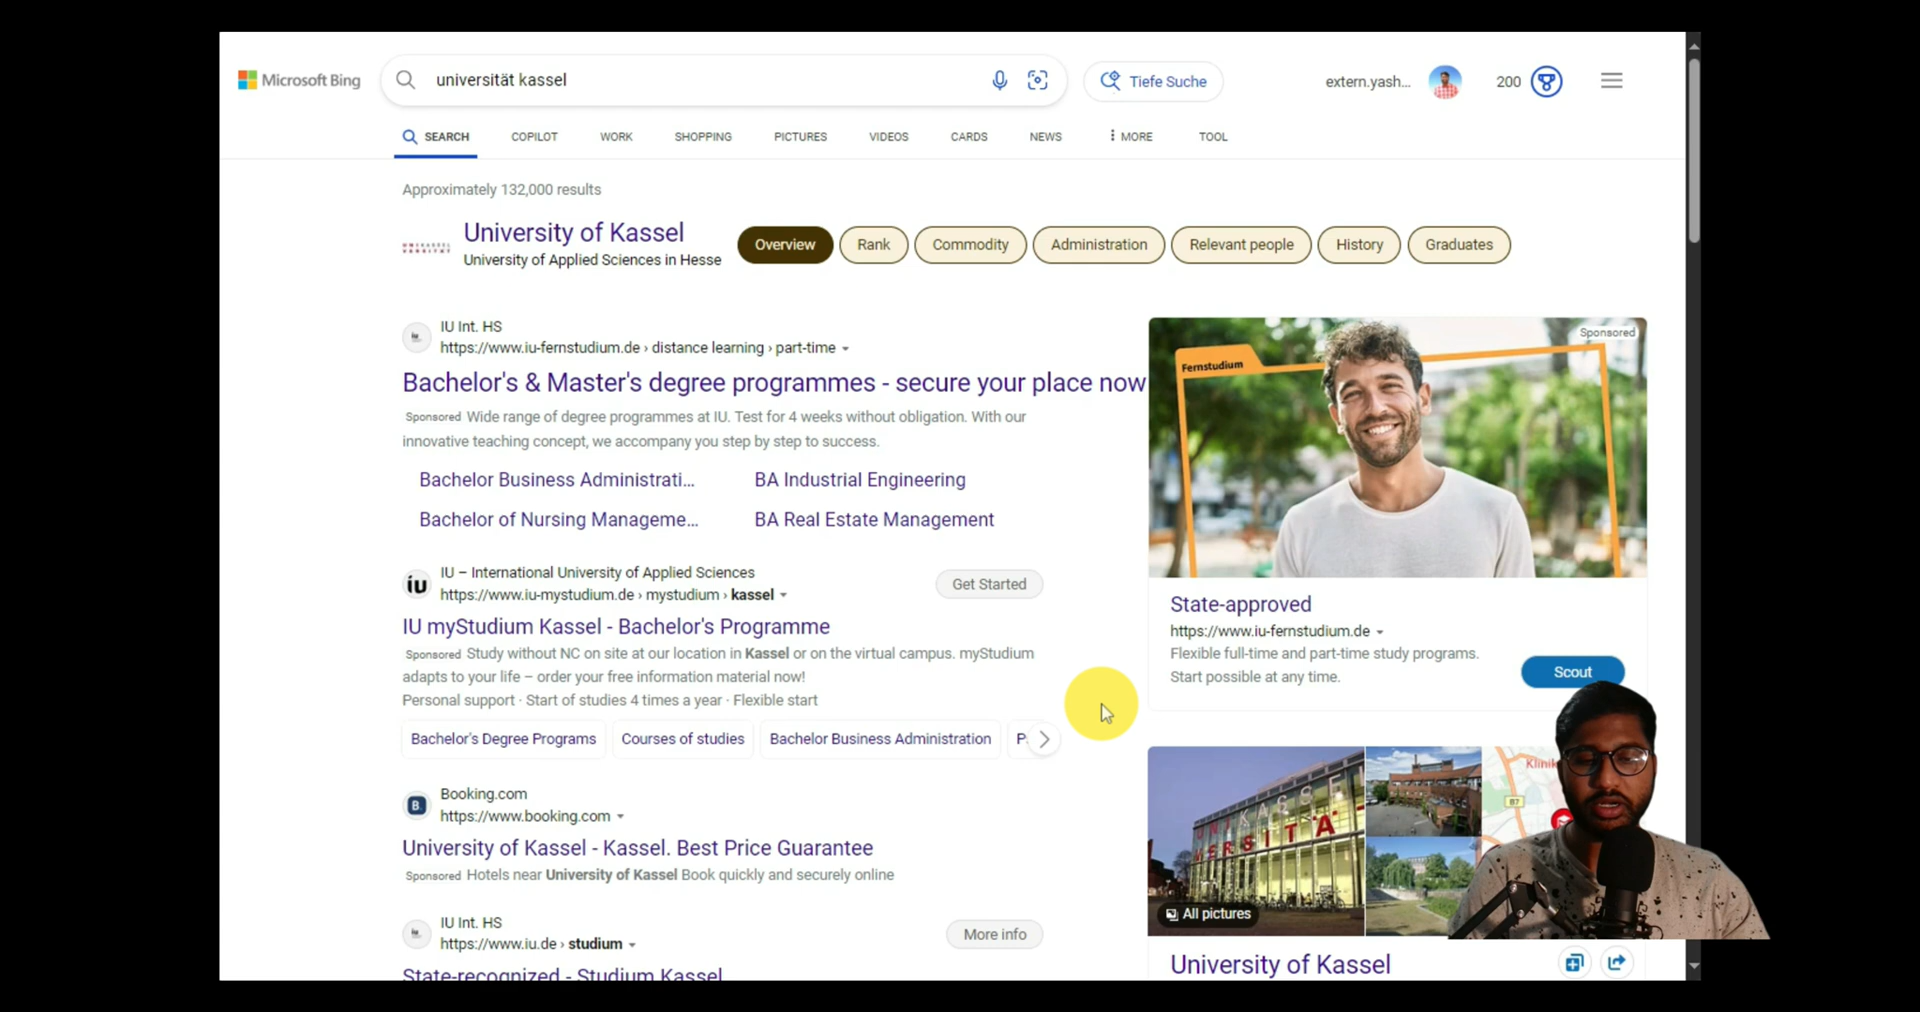 Microsoft Bing
universität kassel
Tiefe Suche
extern.yash...
200
SEARCH
COPILOT
WORK
SHOPPING
PICTURES
VIDEOS
CARDS
NEWS
MORE
TOOL
Approximately 132,000 results
University of Kassel
University of Applied Sciences in Hesse
Overview
Rank
Commodity
Administration
Relevant people
History
Graduates
IU Int. HS
https://www.iu-fernstudium.de › distance learning › part-time
Bachelor's & Master's degree programmes - secure your place now
Sponsored Wide range of degree programmes at IU. Test for 4 weeks without obligation. With our
innovative teaching concept, we accompany you step by step to success.
Bachelor Business Administrati...
BA Industrial Engineering
Bachelor of Nursing Manageme...
BA Real Estate Management
IU – International University of Applied Sciences
https://www.iu-mystudium.de › mystudium › kassel
Get Started
IU myStudium Kassel - Bachelor's Programme
Sponsored Study without NC on site at our location in Kassel or on the virtual campus. myStudium
adapts to your life – order your free information material now!
Personal support · Start of studies 4 times a year · Flexible start
Bachelor's Degree Programs
Courses of studies
Bachelor Business Administration
Booking.com
https://www.booking.com
University of Kassel - Kassel. Best Price Guarantee
Sponsored Hotels near University of Kassel Book quickly and securely online
IU Int. HS
https://www.iu.de › studium
More info
State-recognized - Studium Kassel
Sponsored
Fernstudium
State-approved
https://www.iu-fernstudium.de
Flexible full-time and part-time study programs.
Start possible at any time.
Scout
UNIKASSEL
VERSITÄT
B7
All pictures
University of Kassel